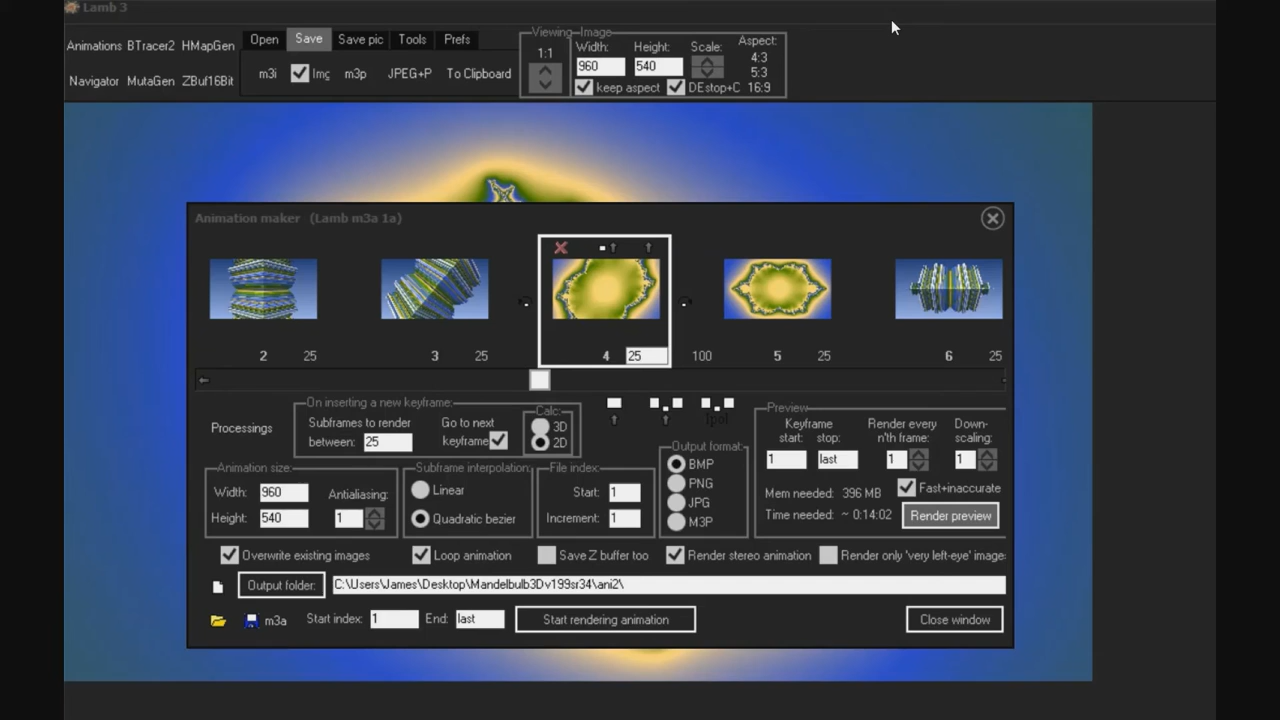 Lamb 3
Animations BTracer2 HMapGen
Navigator MutaGen ZBuf16Bit
Open Save Save pic Tools Prefs
m3i Img m3p JPEG+P To Clipboard
Viewing-Image
1:1
Width: Height: Scale: Aspect:
960 540
4:3
5:3
16:9
keep aspect DEstop+C
Animation maker (Lamb m3a 1a)
2 25 3 25 4 25 100 5 25 6 25
On inserting a new keyframe:
Processings
Subframes to render
between: 25
Go to next
keyframe
Calc:
3D
2D
Ipol
Preview
Keyframe
start: stop:
1 last
Render every
n'th frame:
1
Down-
scaling:
1
Mem needed: 396 MB
Fast+inaccurate
Time needed: ~ 0:14:02
Render preview
Animation size:
Width: 960
Height: 540
Antialiasing:
1
Subframe interpolation:
Linear
Quadratic bezier
File index:
Start: 1
Increment: 1
Output format:
BMP
PNG
JPG
M3P
Overwrite existing images Loop animation Save Z buffer too Render stereo animation Render only 'very left-eye' image
Output folder: C:\Users\James\Desktop\Mandelbulb3Dv199sr34\ani2\
m3a Start index: 1 End: last Start rendering animation Close window